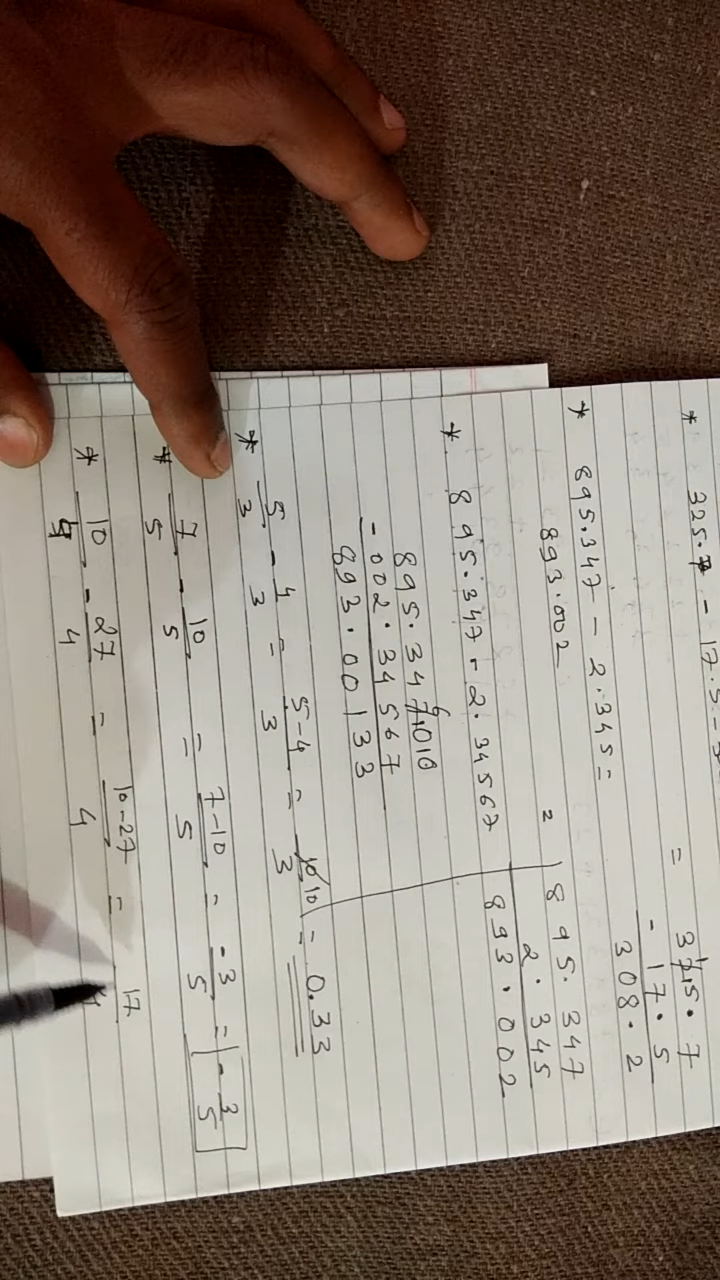 * 325.7 - 17.5 =
325.7
- 17.5
308.2
* 895.347 - 2.345 =
893.002
= 895.347
2.345
893.002
* 895.347 - 2.34567
895.3471010
- 002.34567
893.00133
* 5/3 - 4/3 = 5-4/3 = 10/3 = 0.33
* 7/5 - 10/5 = 7-10/5 - -3/5 = - 3/5
* 10/4 - 27/4 = 10-27/4 = 17